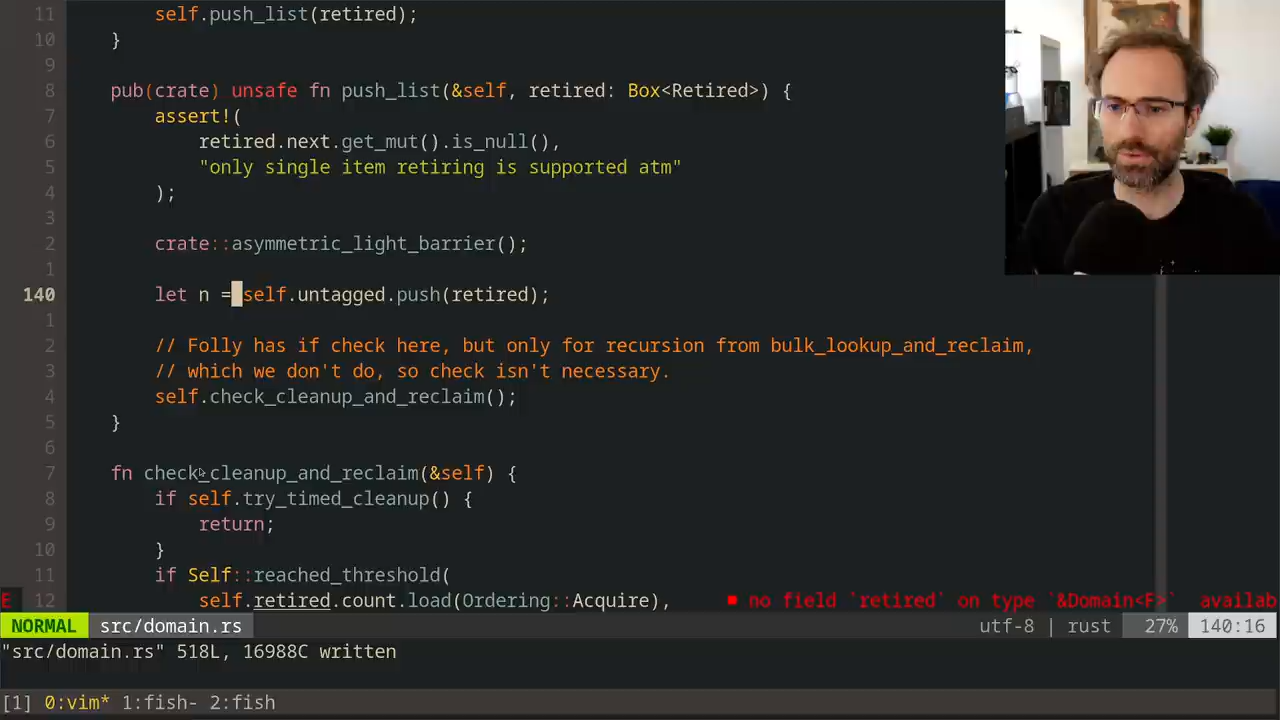 11 self.push_list(retired);
10 }
9
8 pub(crate) unsafe fn push_list(&self, retired: Box<Retired>) {
7 assert!(
6 retired.next.get_mut().is_null(),
5 "only single item retiring is supported atm"
4 );
3
2 crate::asymmetric_light_barrier();
1
140 let n = self.untagged.push(retired);
1
2 // Folly has if check here, but only for recursion from bulk_lookup_and_reclaim,
3 // which we don't do, so check isn't necessary.
4 self.check_cleanup_and_reclaim();
5 }
6
7 fn check_cleanup_and_reclaim(&self) {
8 if self.try_timed_cleanup() {
9 return;
10 }
11 if Self::reached_threshold(
E 12 self.retired.count.load(Ordering::Acquire), ■ no field `retired` on type `&Domain<F>` availab
NORMAL src/domain.rs utf-8 | rust 27% 140:16
"src/domain.rs" 518L, 16988C written
[1] 0:vim* 1:fish- 2:fish